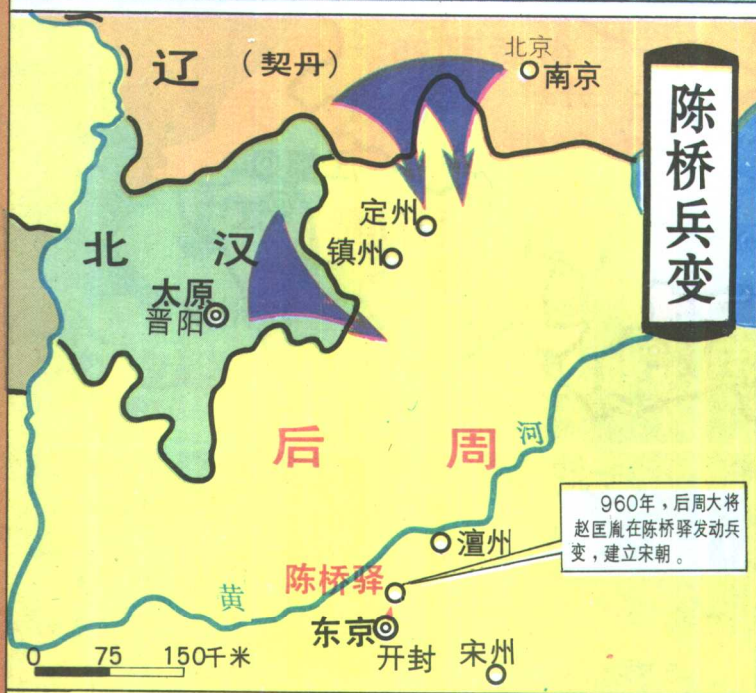 陈桥兵变
辽 (契丹)
北京
南京
定州
镇州
北汉
太原
晋阳
后周
河
960年，后周大将
赵匡胤在陈桥驿发动兵
变，建立宋朝。
澶州
陈桥驿
黄
东京
开封
宋州
0 75 150千米